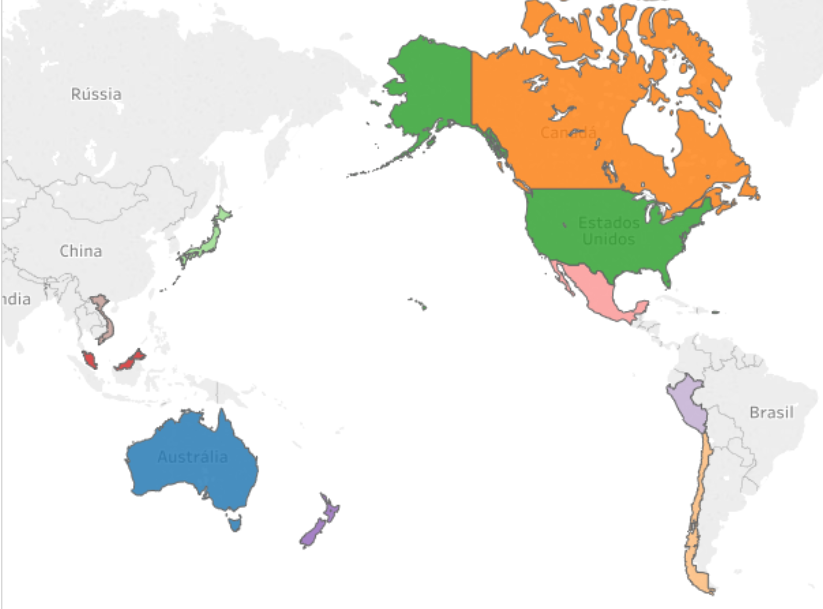 Rússia
Canadá
Estados
Unidos
China
ndia
Brasil
Austrália